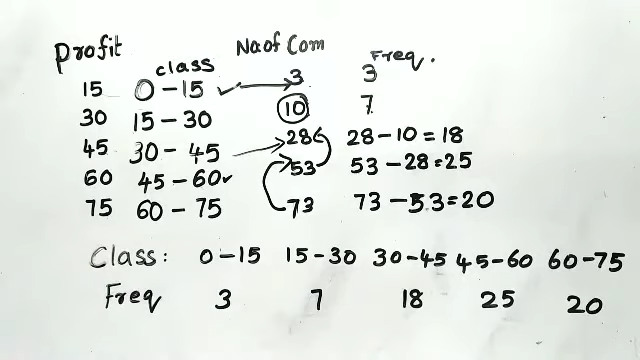 Profit class No of Com Freq.
15 0-15 ✓ 3 3
30 15-30 10 7
45 30-45 28 28-10=18
60 45-60 ✓ 53 53-28=25
75 60-75 73 73-53=20
Class: 0-15 15-30 30-45 45-60 60-75
Freq 3 7 18 25 20